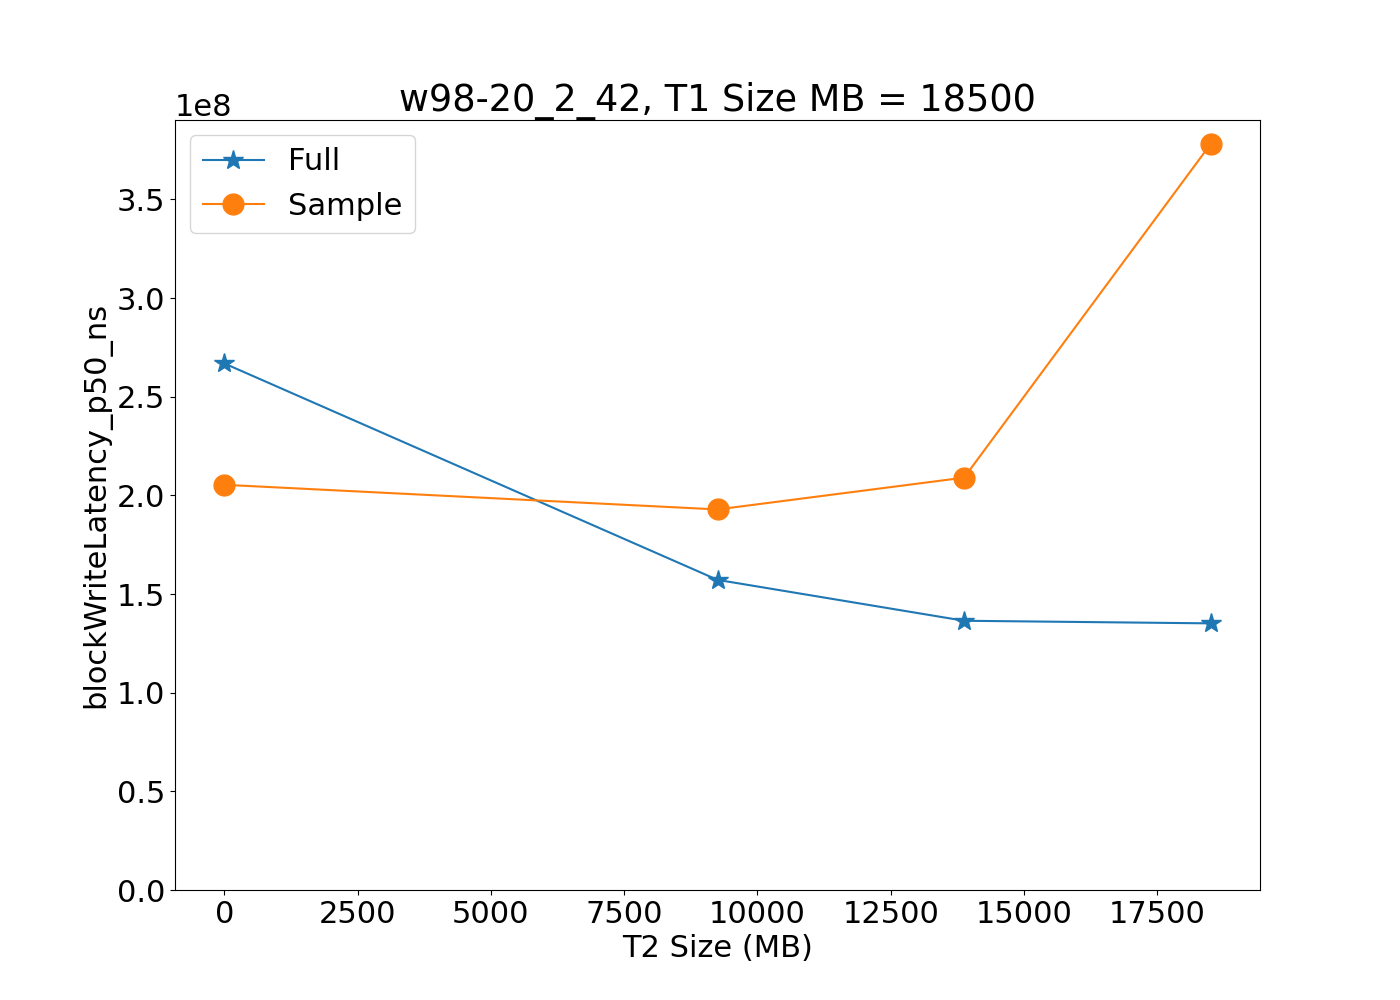 1e8
w98-20_2_42, T1 Size MB = 18500
Full
Sample
blockWriteLatency_p50_ns
3.5
3.0
2.5
2.0
1.5
1.0
0.5
0.0
0 2500 5000 7500 10000 12500 15000 17500
T2 Size (MB)